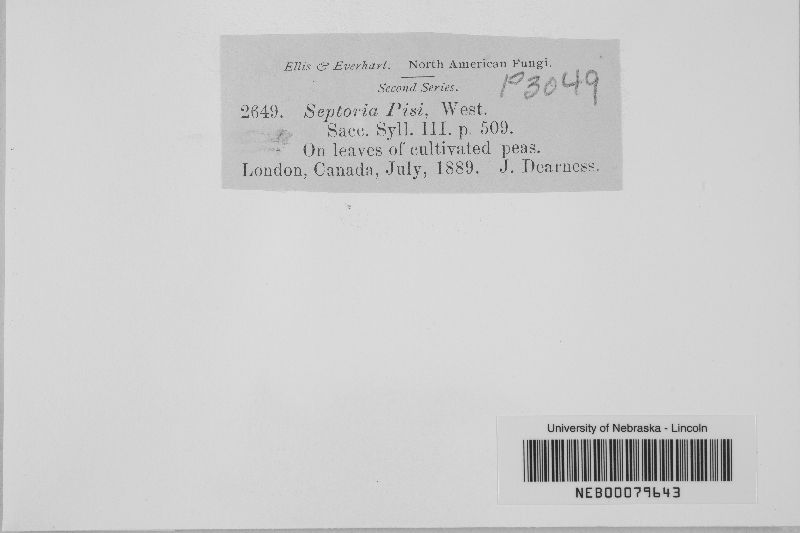 Ellis & Everhart. North American Fungi.
Second Series.
P3049
2649. Septoria Pisi, West.
Sacc. Syll. III. p. 509.
On leaves of cultivated peas.
London, Canada, July, 1889. J. Dearness.
University of Nebraska - Lincoln
NEB00079643